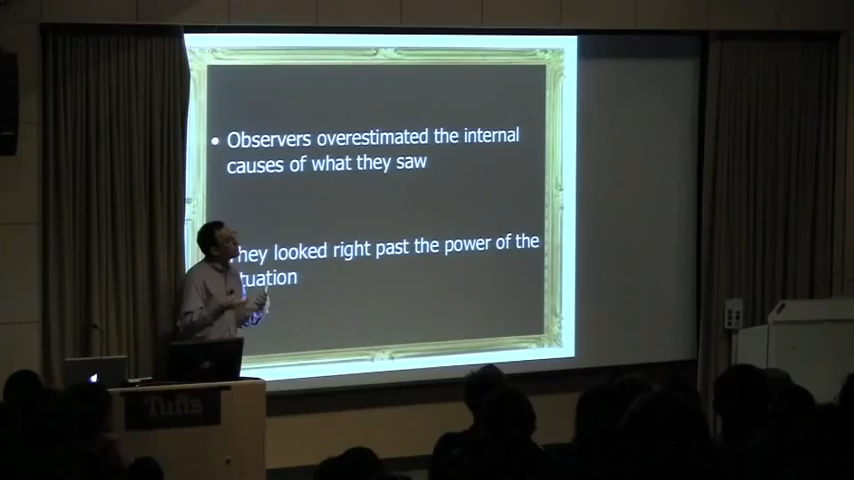 • Observers overestimated the internal
causes of what they saw
hey looked right past the power of the
tuation
Tufts